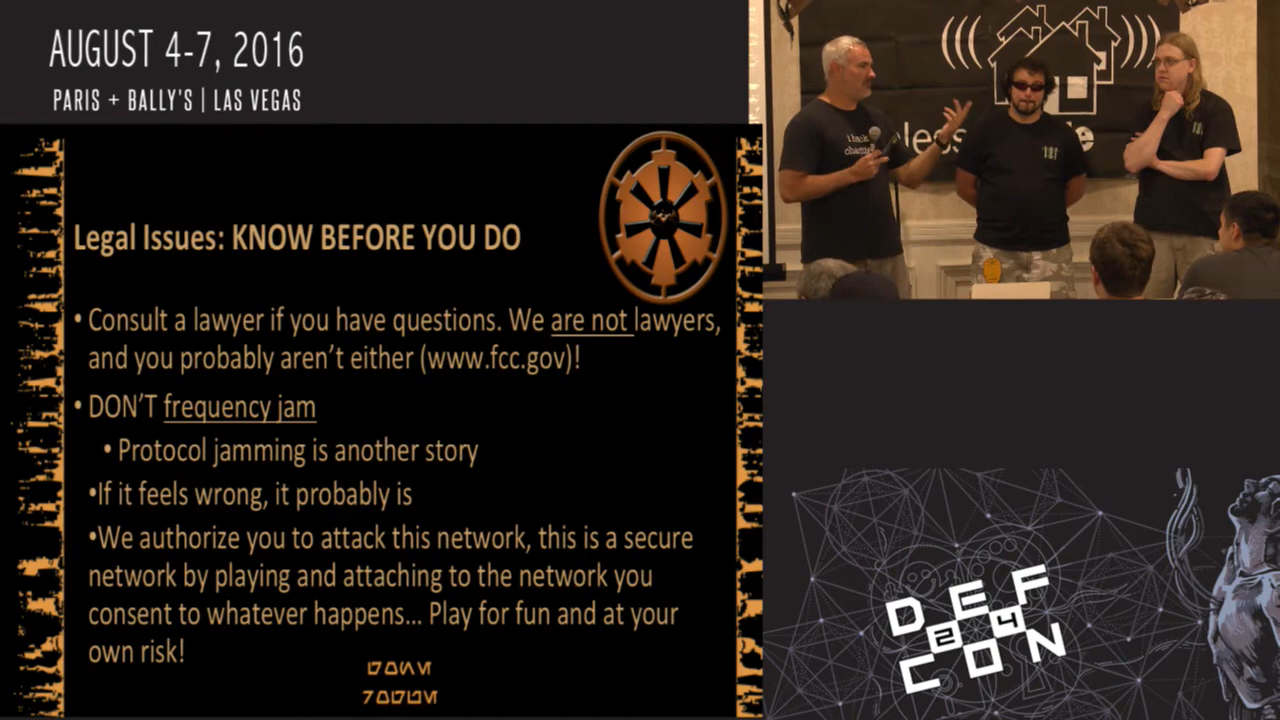 AUGUST 4-7, 2016
PARIS + BALLY'S | LAS VEGAS
Legal Issues: KNOW BEFORE YOU DO
• Consult a lawyer if you have questions. We are not lawyers,
and you probably aren't either (www.fcc.gov)!
• DON'T frequency jam
• Protocol jamming is another story
•If it feels wrong, it probably is
•We authorize you to attack this network, this is a secure
network by playing and attaching to the network you
consent to whatever happens... Play for fun and at your
own risk!
i hack
DEF
24
CON